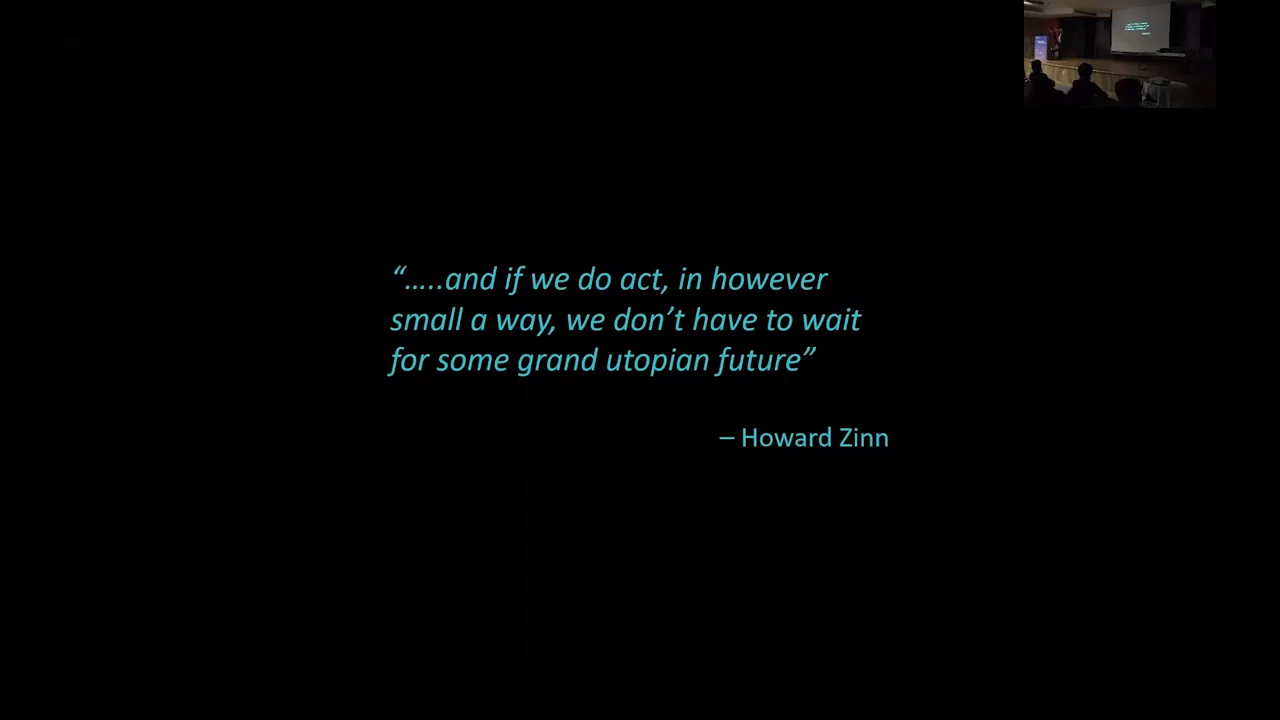 “…..and if we do act, in however
small a way, we don’t have to wait
for some grand utopian future”
– Howard Zinn